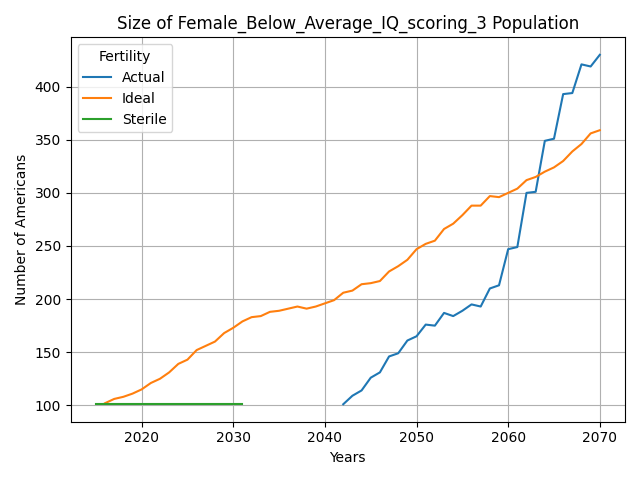 Size of Female_Below_Average_IQ_scoring_3 Population
Fertility
Actual
Ideal
Sterile
Number of Americans
400
350
300
250
200
150
100
2020 2030 2040 2050 2060 2070
Years